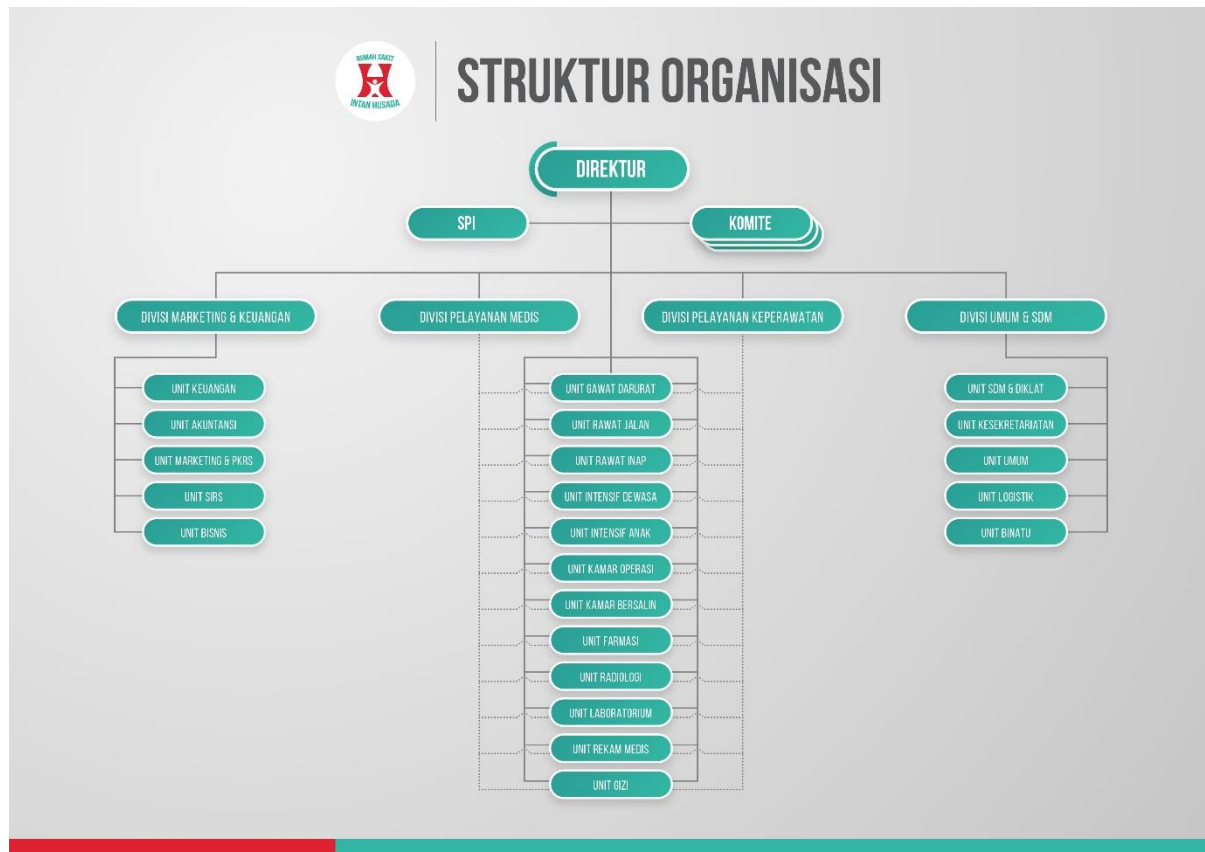 RUMAH SAKIT
INTAN HUSADA
STRUKTUR ORGANISASI
DIREKTUR
SPI
KOMITE
DIVISI MARKETING & KEUANGAN
DIVISI PELAYANAN MEDIS
DIVISI PELAYANAN KEPERAWATAN
DIVISI UMUM & SDM
UNIT KEUANGAN
UNIT AKUNTANSI
UNIT MARKETING & PKRS
UNIT SIRS
UNIT BISNIS
UNIT GAWAT DARURAT
UNIT RAWAT JALAN
UNIT RAWAT INAP
UNIT INTENSIF DEWASA
UNIT INTENSIF ANAK
UNIT KAMAR OPERASI
UNIT KAMAR BERSALIN
UNIT FARMASI
UNIT RADIOLOGI
UNIT LABORATORIUM
UNIT REKAM MEDIS
UNIT GIZI
UNIT SDM & DIKLAT
UNIT KESEKRETARIATAN
UNIT UMUM
UNIT LOGISTIK
UNIT BINATU